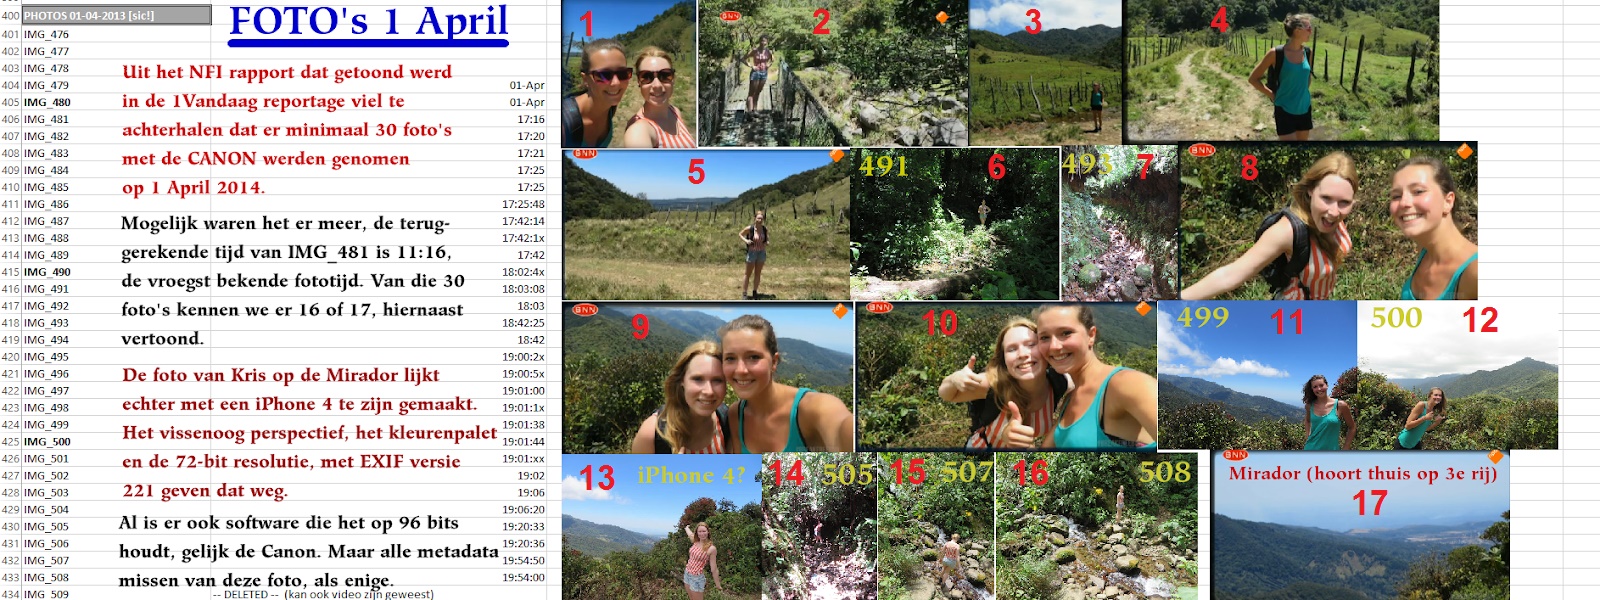 FOTO's 1 April
400 PHOTOS 01-04-2013 [sic!]
401 IMG_476
402 IMG_477
403 IMG_478
404 IMG_479 01-Apr
405 IMG_480 01-Apr
406 IMG_481 17:16
407 IMG_482 17:20
408 IMG_483 17:21
409 IMG_484 17:25
410 IMG_485 17:25
411 IMG_486 17:25:48
412 IMG_487 17:42:14
413 IMG_488 17:42:1x
414 IMG_489 17:42
415 IMG_490 18:02:4x
416 IMG_491 18:03:08
417 IMG_492 18:03
418 IMG_493 18:42:25
419 IMG_494 18:42
420 IMG_495 19:00:2x
421 IMG_496 19:00:5x
422 IMG_497 19:01:00
423 IMG_498 19:01:1x
424 IMG_499 19:01:38
425 IMG_500 19:01:44
426 IMG_501 19:01:xx
427 IMG_502 19:02
428 IMG_503 19:06
429 IMG_504 19:06:20
430 IMG_505 19:20:33
431 IMG_506 19:20:36
432 IMG_507 19:54:50
433 IMG_508 19:54:00
434 IMG_509 -- DELETED -- (kan ook video zijn geweest)
Uit het NFI rapport dat getoond werd
in de 1Vandaag reportage viel te
achterhalen dat er minimaal 30 foto's
met de CANON werden genomen
op 1 April 2014.
Mogelijk waren het er meer, de terug-
gerekende tijd van IMG_481 is 11:16,
de vroegst bekende fototijd. Van die 30
foto's kennen we er 16 of 17, hiernaast
vertoond.
De foto van Kris op de Mirador lijkt
echter met een iPhone 4 te zijn gemaakt.
Het vissenoog perspectief, het kleurenpalet
en de 72-bit resolutie, met EXIF versie
221 geven dat weg.
Al is er ook software die het op 96 bits
houdt, gelijk de Canon. Maar alle metadata
missen van deze foto, als enige.
1
BNN 2
3
4
BNN 5
491 6
493 7
BNN 8
BNN 9
BNN 10
499 11
500 12
13 iPhone 4?
14 505
15 507
16 508
BNN
Mirador (hoort thuis op 3e rij)
17